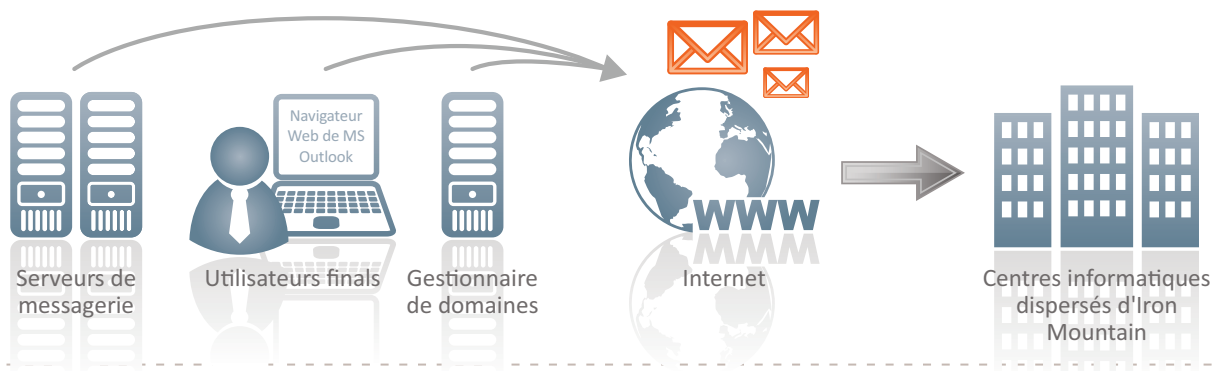 Navigateur
Web de MS
Outlook
WWW
Serveurs de
messagerie
Utilisateurs finals
Gestionnaire
de domaines
Internet
Centres informatiques
dispersés d'Iron
Mountain